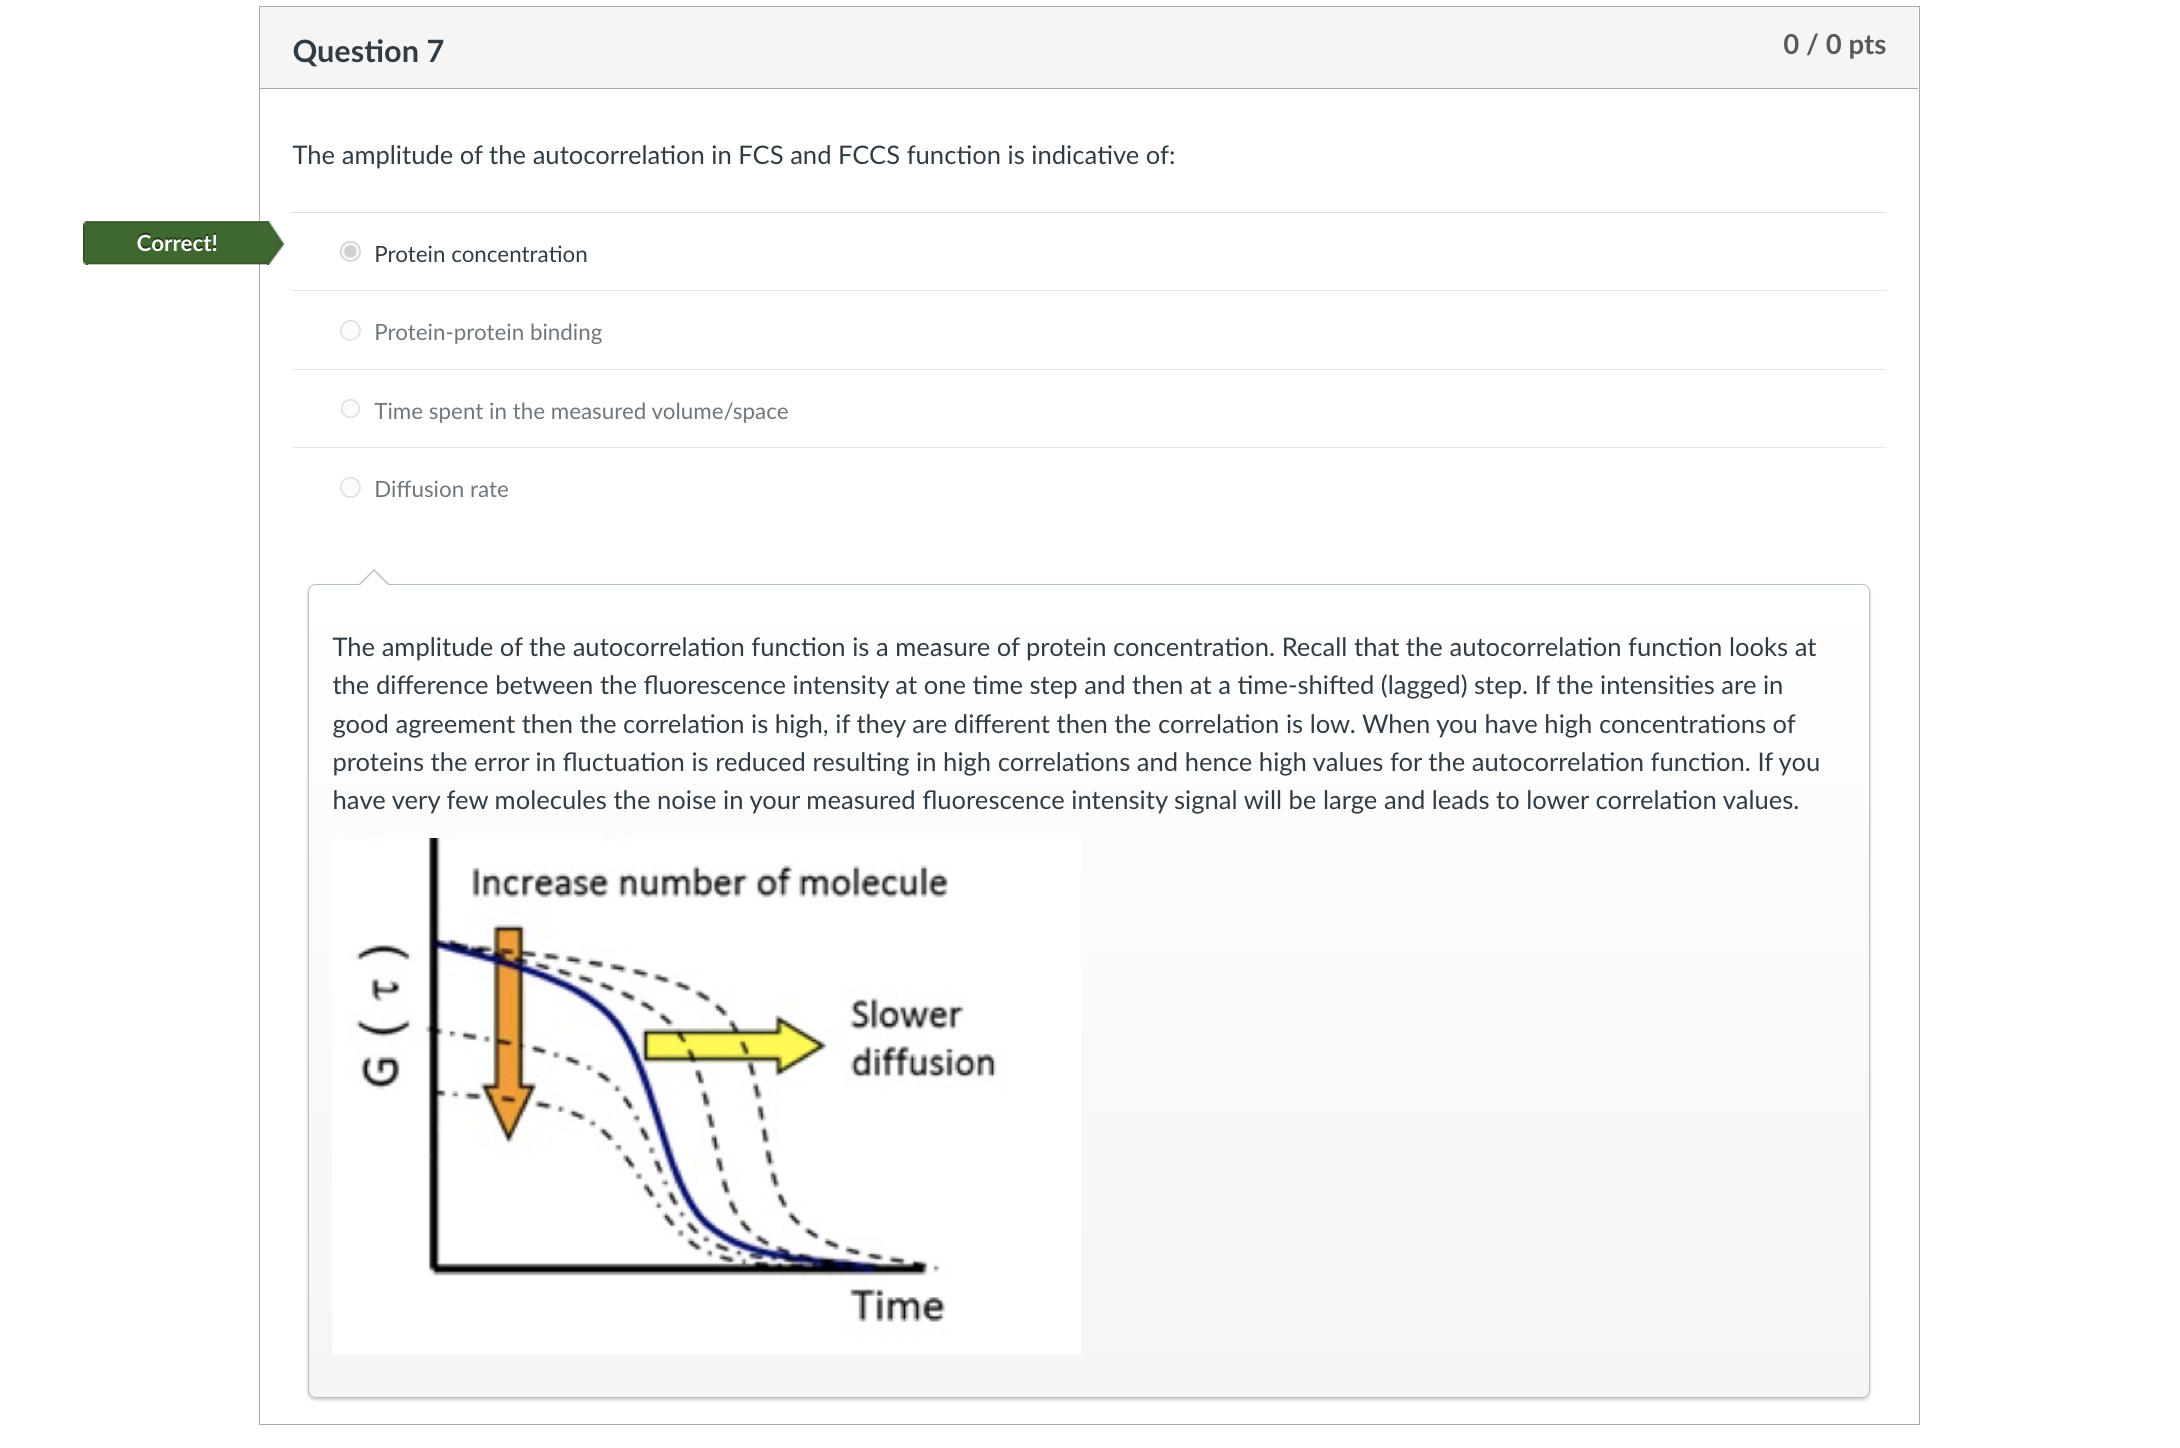 Question 7
0 / 0 pts
The amplitude of the autocorrelation in FCS and FCCS function is indicative of:
Correct!
Protein concentration
Protein-protein binding
Time spent in the measured volume/space
Diffusion rate
The amplitude of the autocorrelation function is a measure of protein concentration. Recall that the autocorrelation function looks at
the difference between the fluorescence intensity at one time step and then at a time-shifted (lagged) step. If the intensities are in
good agreement then the correlation is high, if they are different then the correlation is low. When you have high concentrations of
proteins the error in fluctuation is reduced resulting in high correlations and hence high values for the autocorrelation function. If you
have very few molecules the noise in your measured fluorescence intensity signal will be large and leads to lower correlation values.
Increase number of molecule
G ( τ )
Slower
diffusion
Time